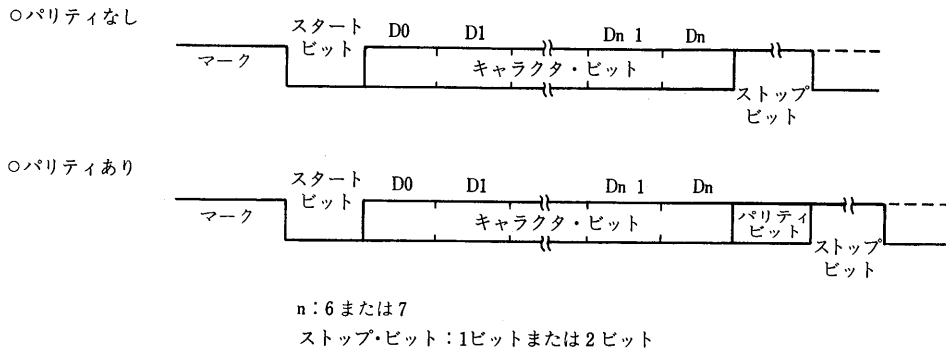 ○パリティなし
スタート
ビット
D0 D1 Dn 1 Dn
マーク
キャラクタ・ビット
ストップ
ビット
○パリティあり
スタート
ビット
D0 D1 Dn 1 Dn
マーク
キャラクタ・ビット
パリティ
ビット
ストップ
ビット
n：6または7
ストップ・ビット：1ビットまたは2ビット